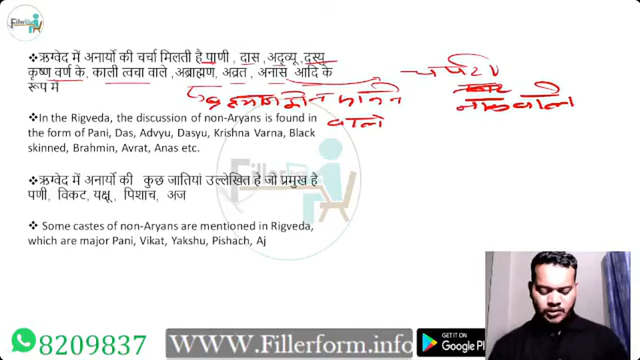 Fillerform
ऋग्वेद में अनार्यो की चर्चा मिलती है पाणी , दास , अदुव्यू , दस्यु
कृष्ण वर्ण के , काली त्वचा वाले , अब्राह्मण , अव्रत , अनास आदि के
रूप में
चपटी
नाक वाला
वाले
In the Rigveda, the discussion of non-Aryans is found in
the form of Pani, Das, Advyu, Dasyu, Krishna Varna, Black
skinned, Brahmin, Avrat, Anas etc.
ऋग्वेद में अनार्यो की कुछ जातियां उल्लेखित है जो प्रमुख है
पणी , विकट , यक्षू , पिशाच , अज
Some castes of non-Aryans are mentioned in Rigveda,
which are major Pani, Vikat, Yakshu, Pishach, Aj
8209837
www.Fillerform.info
GET IT ON
Google Pl